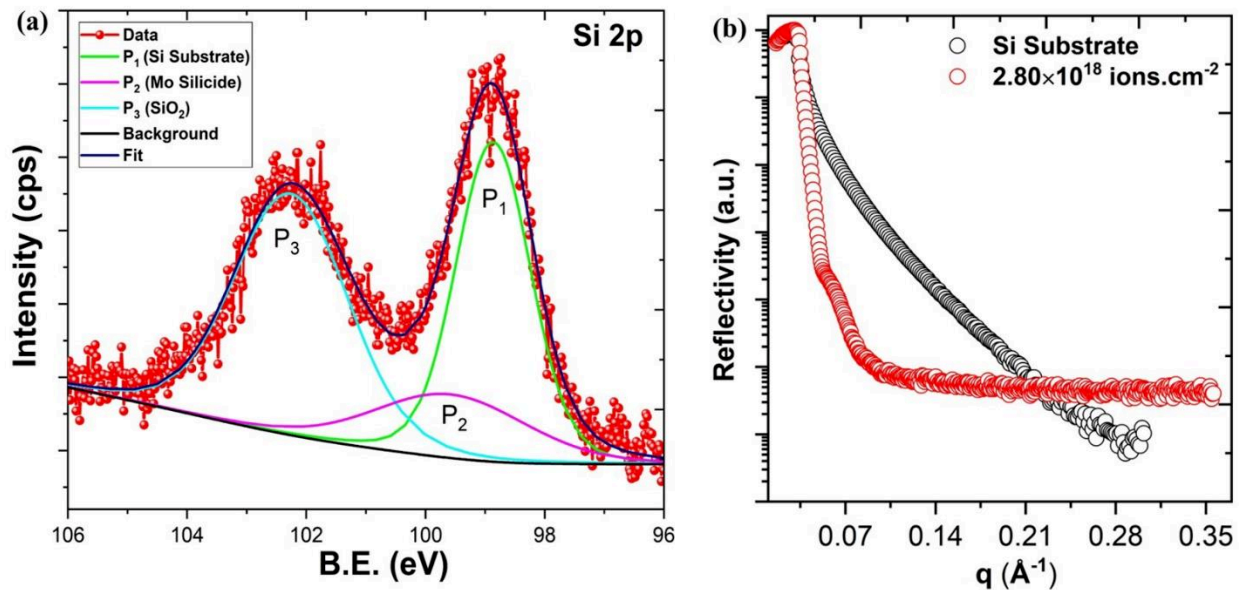 (a)
Si 2p
Data
P₁ (Si Substrate)
P₂ (Mo Silicide)
P₃ (SiO₂)
Background
Fit
P₁
P₃
P₂
Intensity (cps)
106 104 102 100 98 96
B.E. (eV)
(b)
Si Substrate
2.80×10¹⁸ ions.cm⁻²
Reflectivity (a.u.)
0.07 0.14 0.21 0.28 0.35
q (Å⁻¹)